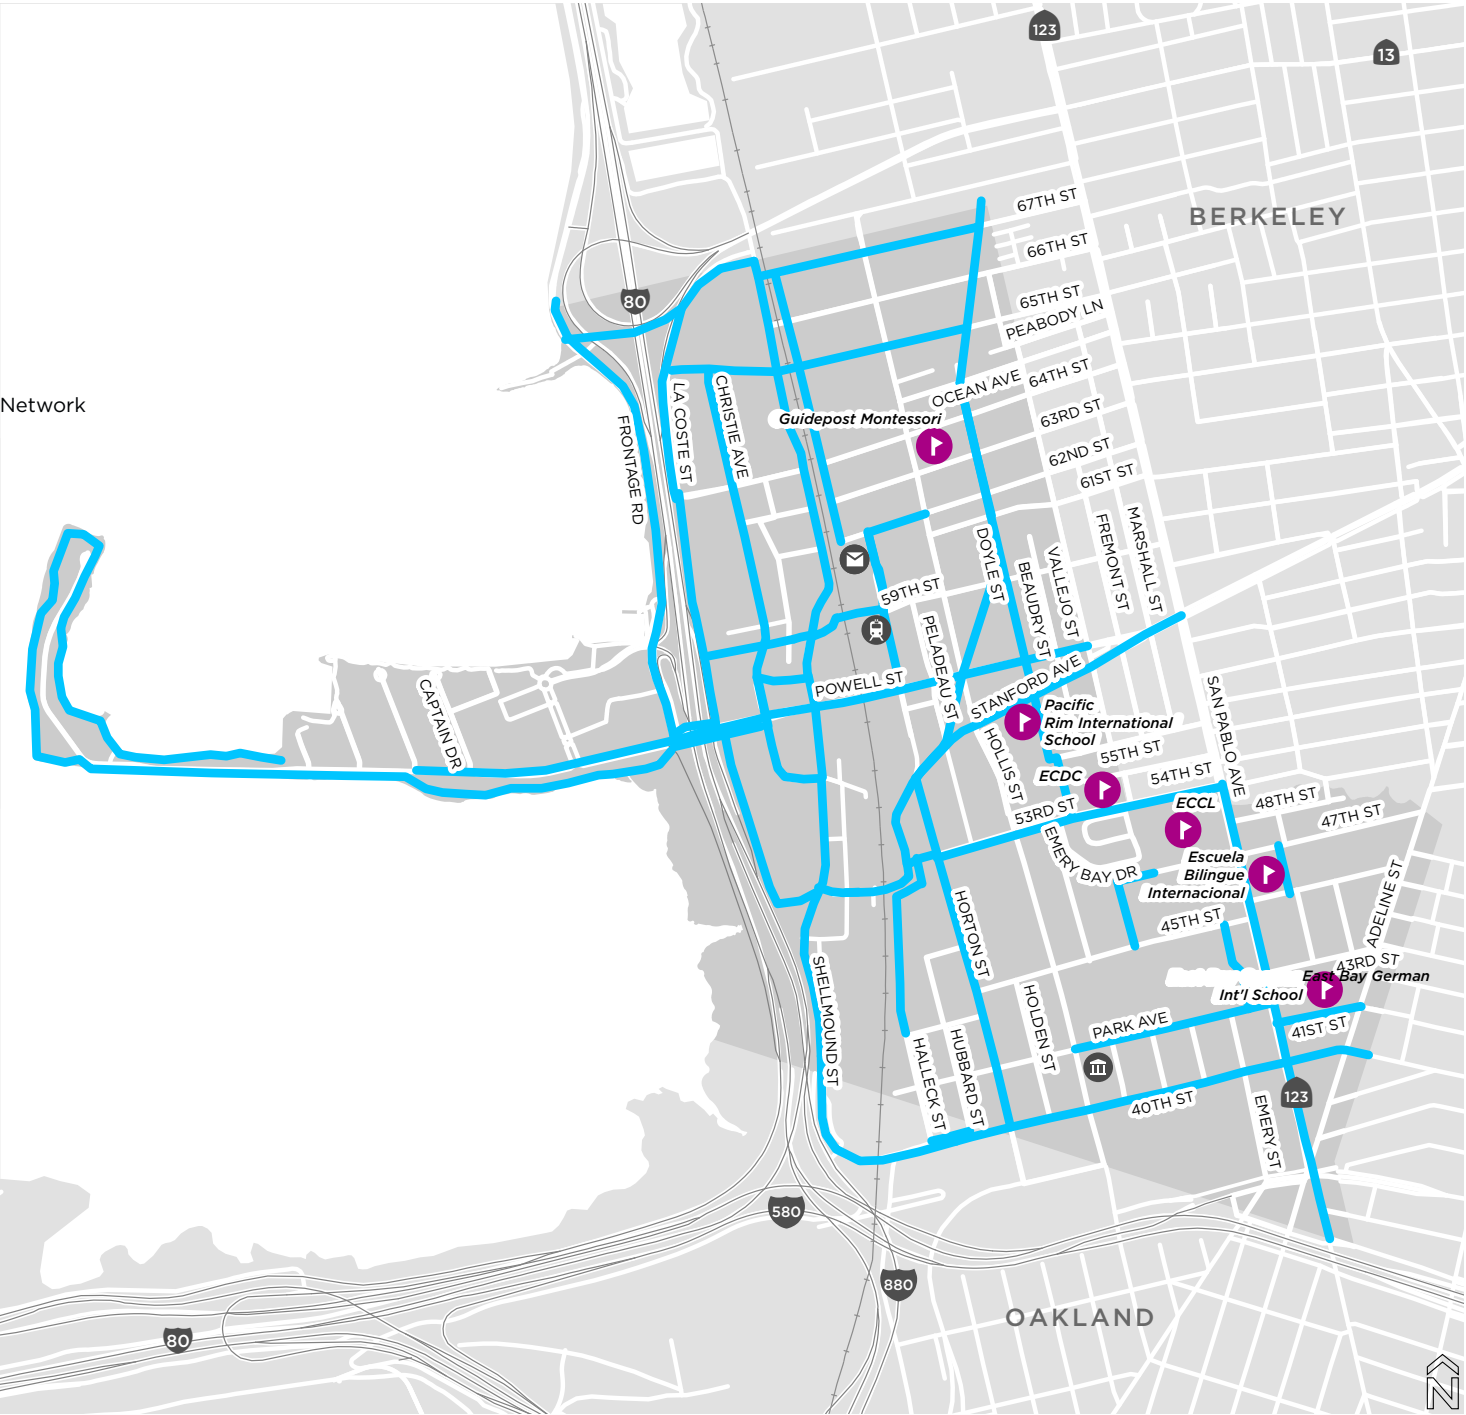 123
13
67TH ST
BERKELEY
66TH ST
80
65TH ST
PEABODY LN
64TH ST
OCEAN AVE
Network
LA COSTE ST
CHRISTIE AVE
Guidepost Montessori
63RD ST
FRONTAGE RD
62ND ST
61ST ST
MARSHALL ST
FREMONT ST
DOYLE ST
VALLEJO ST
BEAUDRY ST
59TH ST
PELADEAU ST
POWELL ST
STANFORD AVE
CAPTAIN DR
SAN PABLO AVE
Pacific
Rim International
School
HOLLIS ST
55TH ST
54TH ST
ECDC
ECCL
48TH ST
53RD ST
47TH ST
EMERY BAY DR
Escuela
Bilingue
Internacional
ADELINE ST
HORTON ST
45TH ST
43RD ST
East Bay German
Int'l School
SHELLMOUND ST
HOLDEN ST
PARK AVE
41ST ST
HALLECK ST
HUBBARD ST
40TH ST
EMERY ST
123
580
880
OAKLAND
80
N